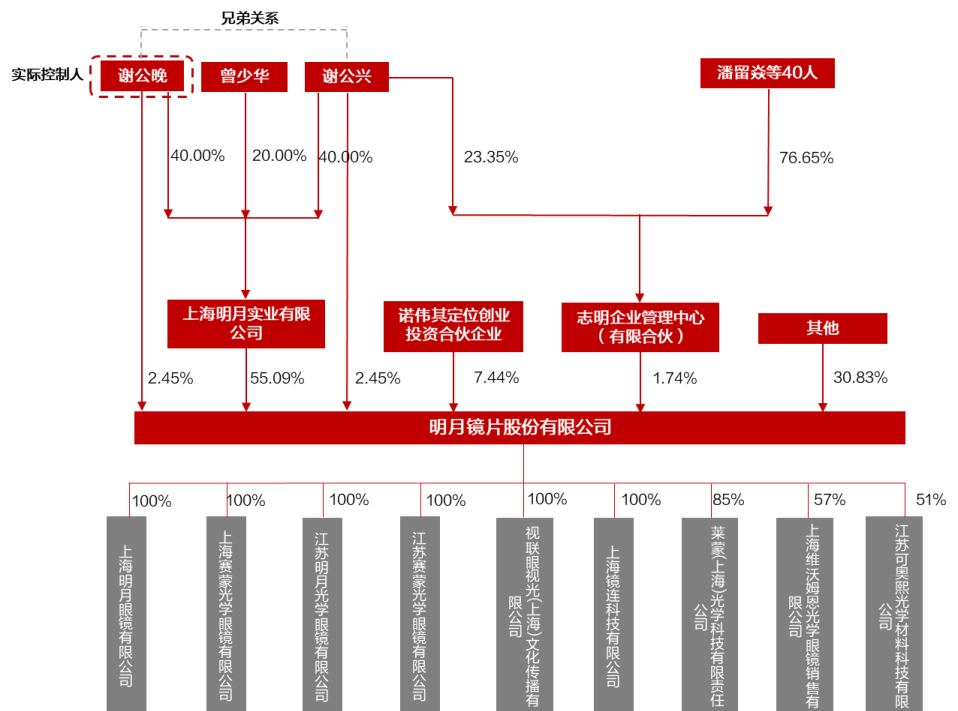 兄弟关系
实际控制人
谢公晚
曾少华
谢公兴
潘留焱等40人
40.00%
20.00%
40.00%
23.35%
76.65%
上海明月实业有限
公司
诺伟其定位创业
投资合伙企业
志明企业管理中心
（有限合伙）
其他
2.45%
55.09%
2.45%
7.44%
1.74%
30.83%
明月镜片股份有限公司
100%
100%
100%
100%
100%
100%
85%
57%
51%
上海明月眼镜有限公司
上海赛蒙光学眼镜有限公司
江苏明月光学眼镜有限公司
江苏赛蒙光学眼镜有限公司
视联眼视光(上海)文化传播有
限公司
上海镜连科技有限公司
莱蒙(上海)光学科技有限责任
公司
上海维沃姆恩光学眼镜销售有
限公司
江苏可奥熙光学材料科技有限
公司